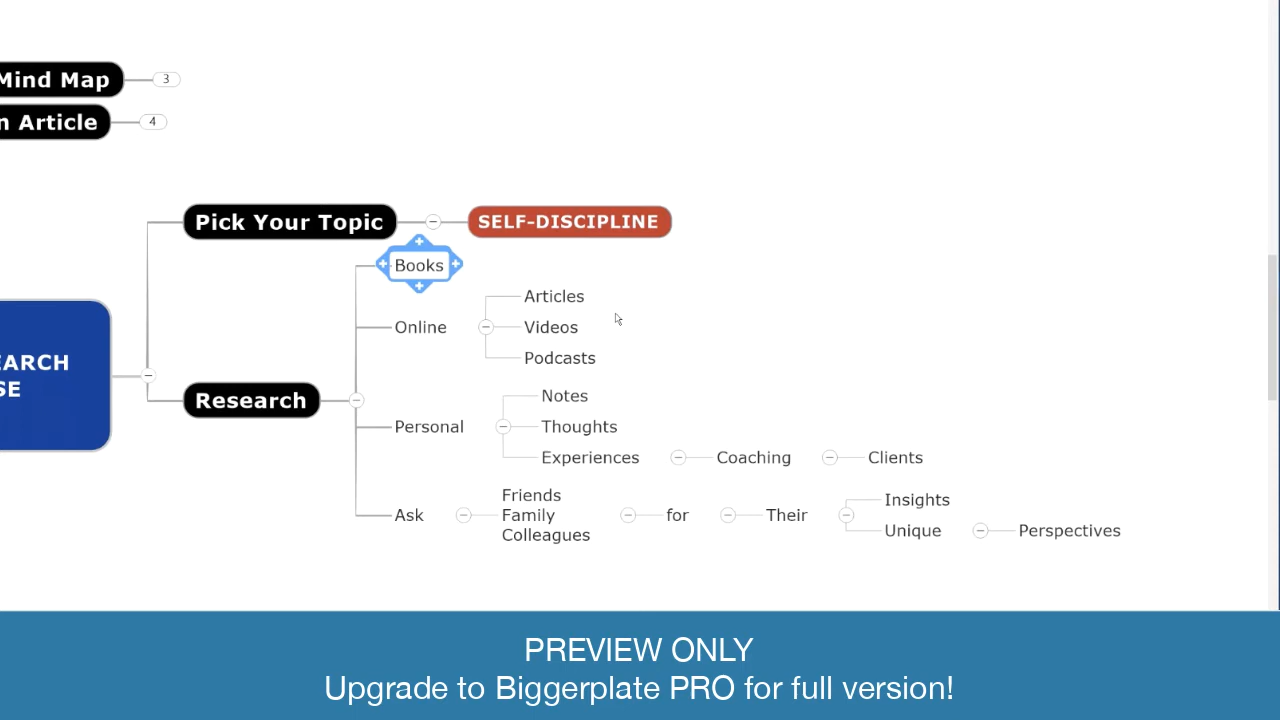 Mind Map
3
n Article
4
Pick Your Topic
SELF-DISCIPLINE
Books
Articles
Online
Videos
Podcasts
EARCH
SE
Research
Notes
Personal
Thoughts
Experiences
Coaching
Clients
Friends
Insights
Ask
Family
for
Their
Colleagues
Unique
Perspectives
PREVIEW ONLY
Upgrade to Biggerplate PRO for full version!